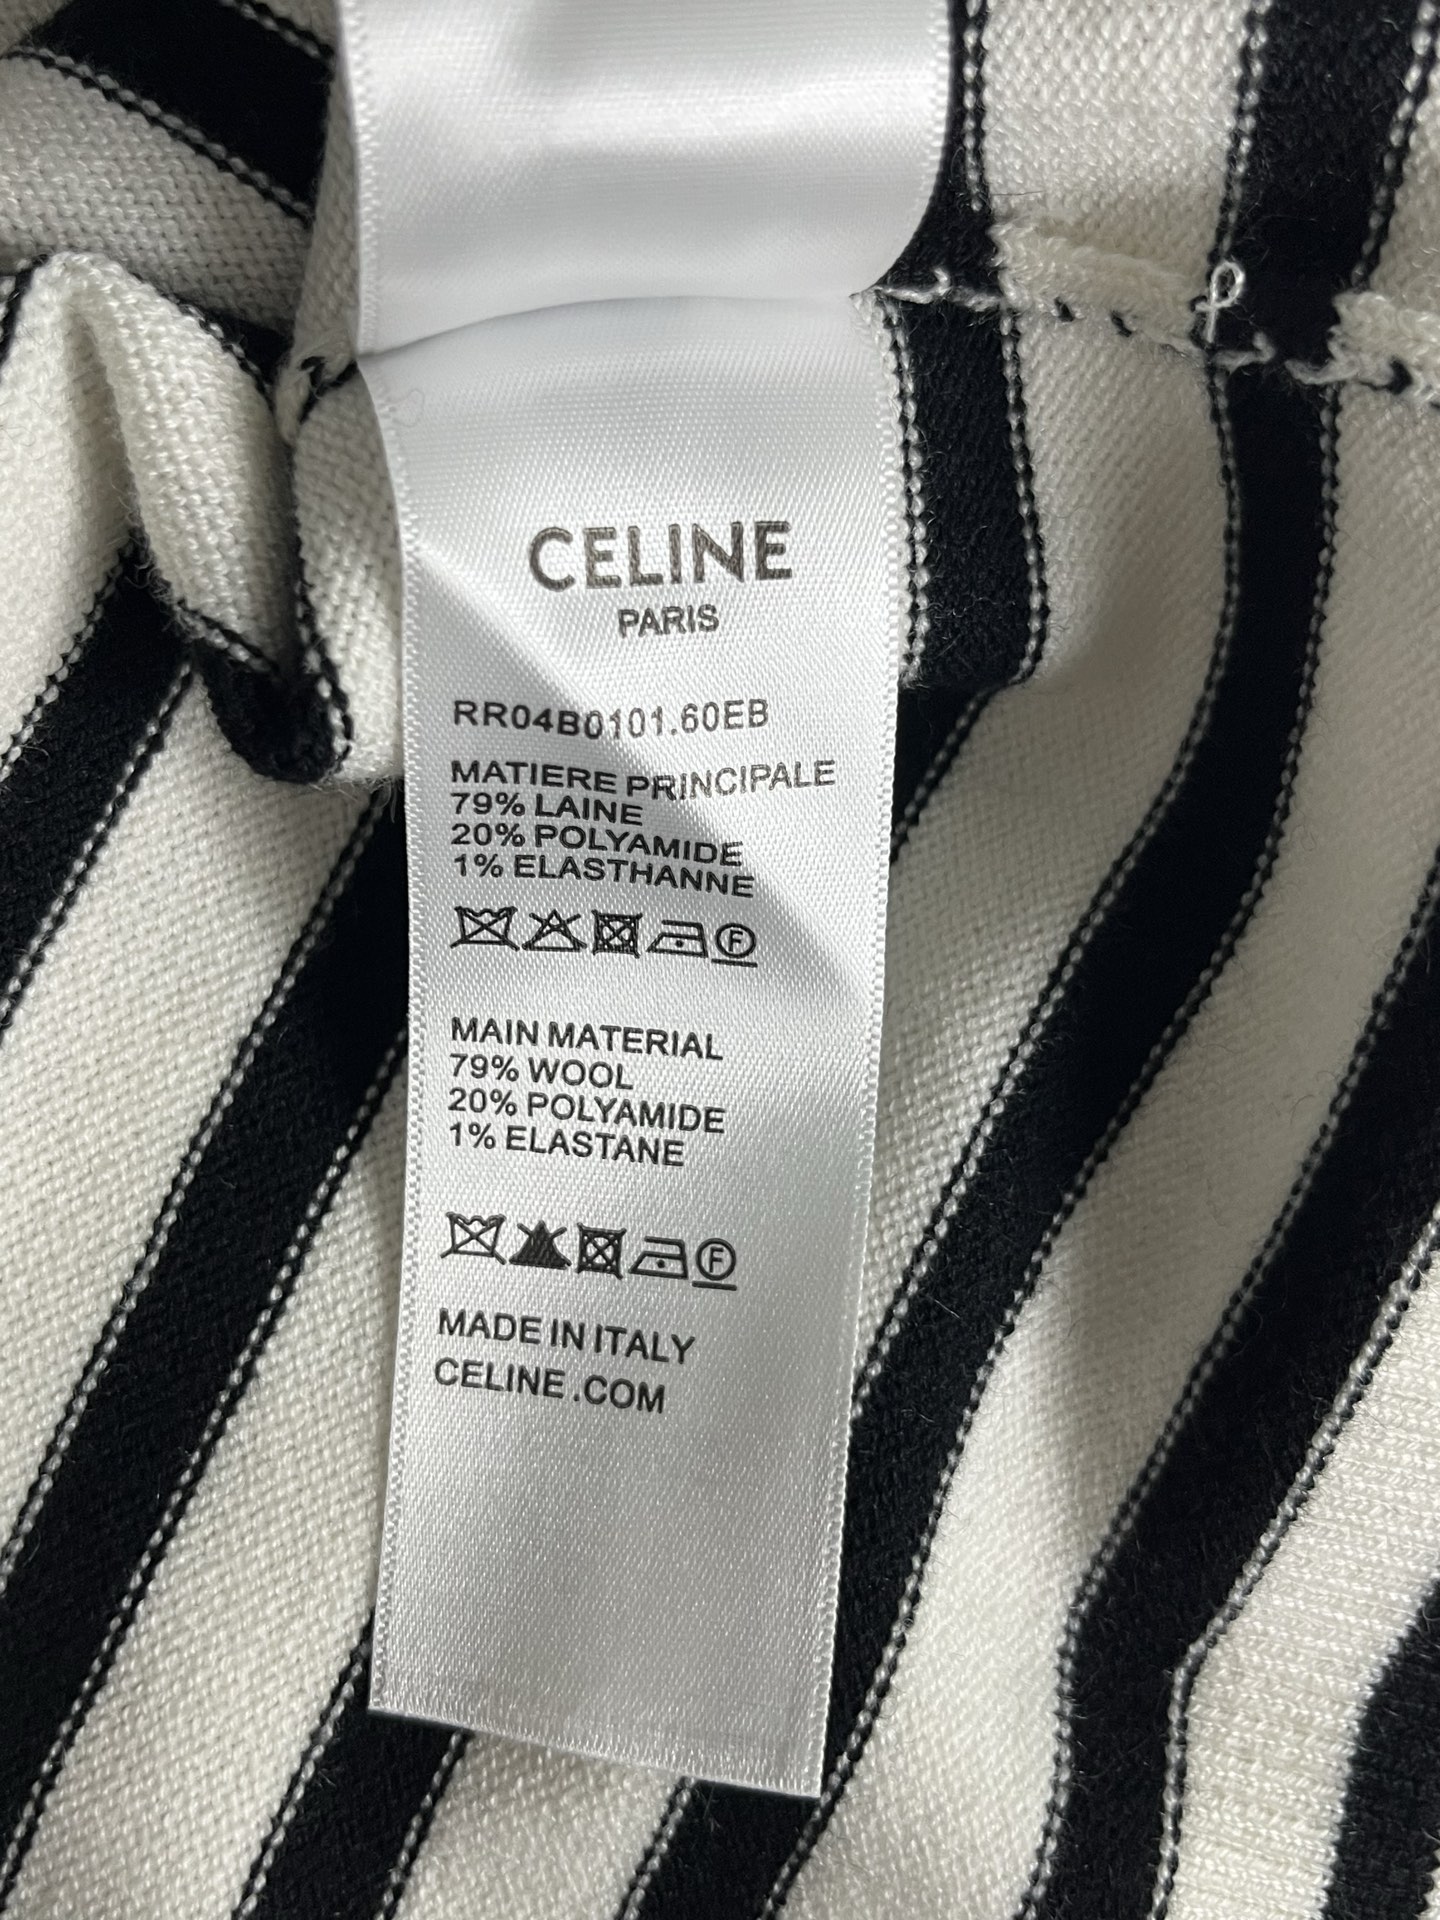 CELINE
PARIS
RR04B0101.60EB
MATIERE PRINCIPALE
79% LAINE
20% POLYAMIDE
1% ELASTHANNE
F
MAIN MATERIAL
79% WOOL
20% POLYAMIDE
1% ELASTANE
F
MADE IN ITALY
CELINE.COM